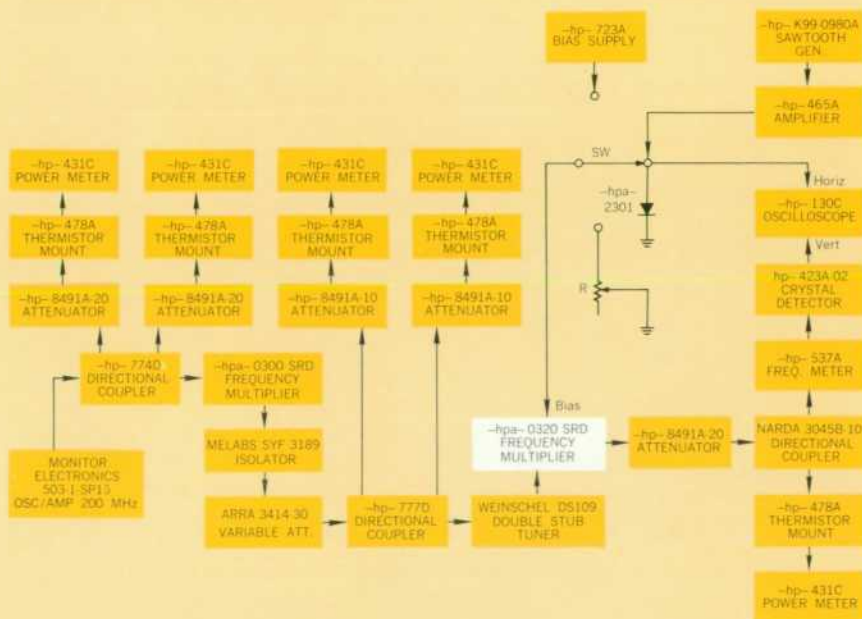 -hp- 723A
BIAS SUPPLY
-hp- K99-0980A
SAWTOOTH
GEN.
-hp- 465A
AMPLIFIER
SW
-hp- 431C
POWER METER
-hp- 431C
POWER METER
-hp- 431C
POWER METER
-hp- 431C
POWER METER
-hpa-
2301
Horiz
-hp- 130C
OSCILLOSCOPE
Vert
-hp- 478A
THERMISTOR
MOUNT
-hp- 478A
THERMISTOR
MOUNT
-hp- 478A
THERMISTOR
MOUNT
-hp- 478A
THERMISTOR
MOUNT
-hp- 8491A-20
ATTENUATOR
-hp- 8491A-20
ATTENUATOR
-hp- 8491A-10
ATTENUATOR
-hp- 8491A-10
ATTENUATOR
R
hp- 423A-02
CRYSTAL
DETECTOR
-hp- 774D
DIRECTIONAL
COUPLER
-hpa- 0300 SRD
FREQUENCY
MULTIPLIER
-hp- 537A
FREQ. METER
Bias
-hpa- 0320 SRD
FREQUENCY
MULTIPLIER
-hp- 8491A-20
ATTENUATOR
NARDA 3045B-10
DIRECTIONAL
COUPLER
MELABS SYF 3189
ISOLATOR
MONITOR
ELECTRONICS
503-1-SP15
OSC/AMP 200 MHz
ARRA 3414-30
VARIABLE ATT.
-hp- 777D
DIRECTIONAL
COUPLER
WEINSCHEL DS109
DOUBLE STUB
TUNER
-hp- 478A
THERMISTOR
MOUNT
-hp- 431C
POWER METER